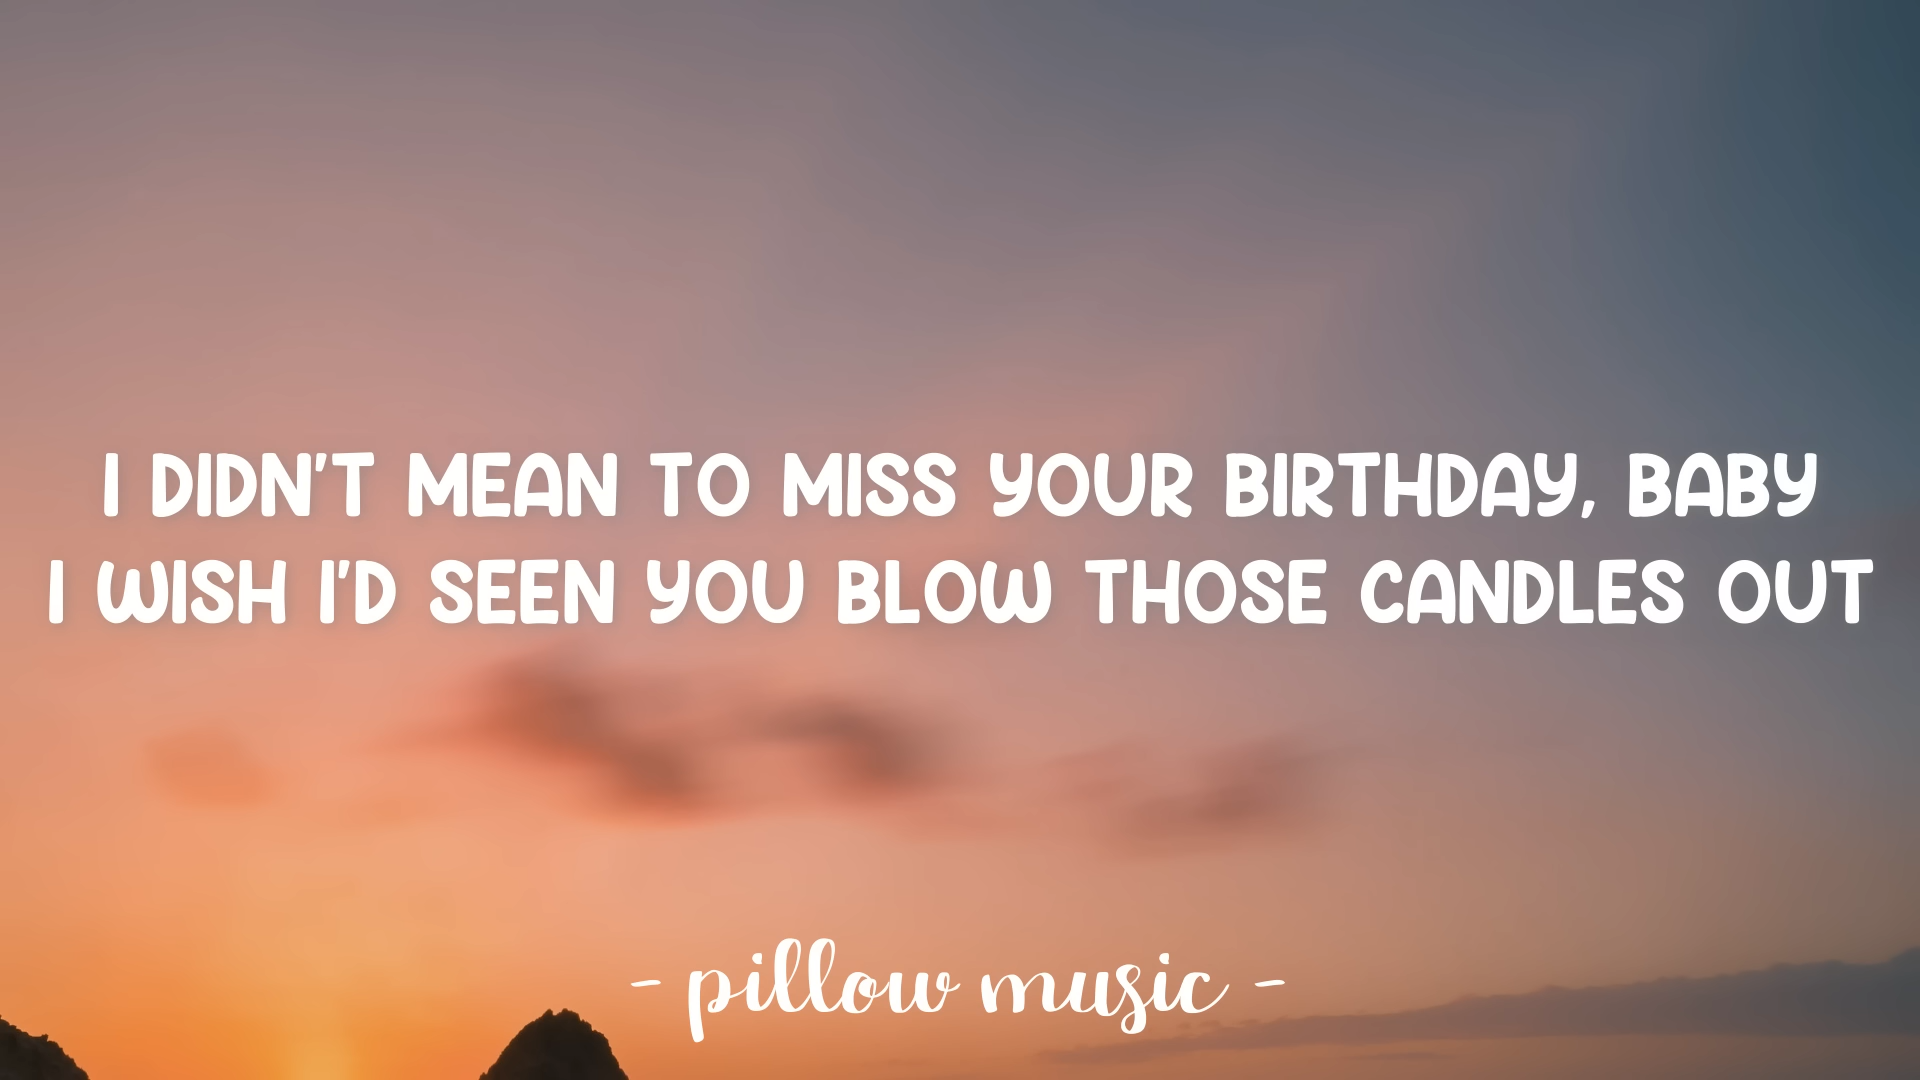 I DIDN'T MEAN TO MISS YOUR BIRTHDAY, BABY
I WISH I'D SEEN YOU BLOW THOSE CANDLES OUT
- pillow music -